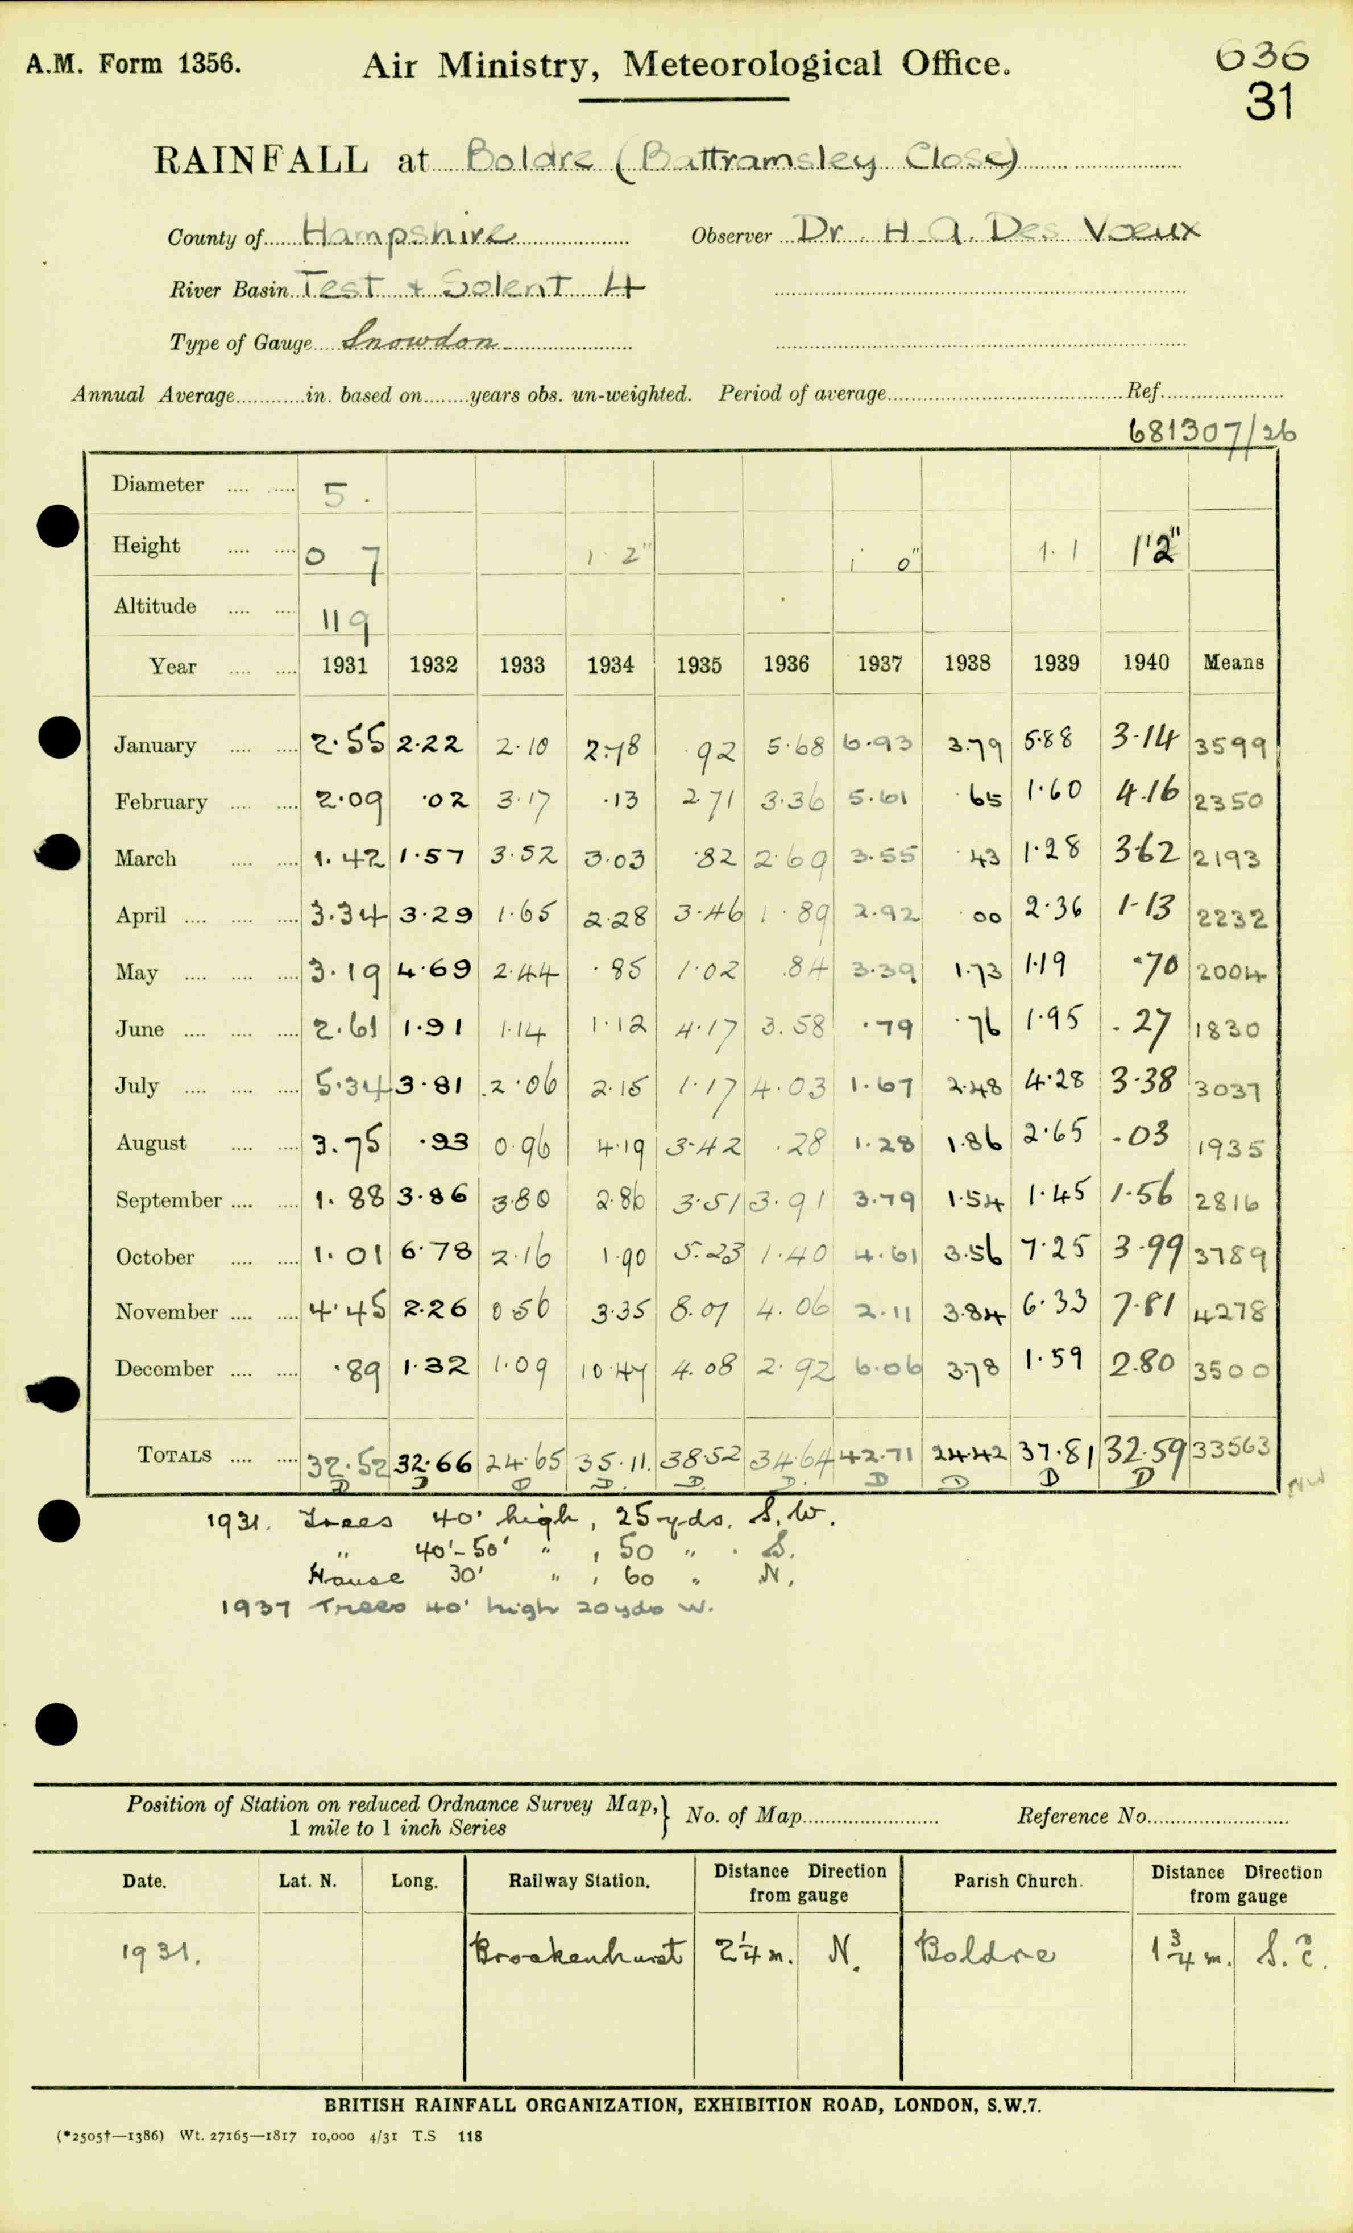 A.M. Form 1356. Air Ministry, Meteorological Office. 636
31
RAINFALL at Boldre (Battramsley Close)
County of Hampshire Observer Dr. H A. Des Vœux
River Basin Test + Solent 4
Type of Gauge Snowdon
Annual Average in. based on years obs. un-weighted. Period of average Ref.
681307/26
Diameter 5.
Height 0 7 1 2" 1 0" 1.1 1'2"
Altitude 119
Year 1931 1932 1933 1934 1935 1936 1937 1938 1939 1940 Means
January 2.55 2.22 2.10 2.78 .92 5.68 6.93 3.79 5.88 3.14 3599
February 2.09 .02 3.17 .13 2.71 3.36 5.61 .65 1.60 4.16 2350
March 1.42 1.57 3.52 3.03 .82 2.69 3.55 .43 1.28 3.62 2193
April 3.34 3.29 1.65 2.28 3.46 1.89 2.92 .00 2.36 1.13 2232
May 3.19 4.69 2.44 .85 1.02 .84 3.39 1.73 1.19 .70 2004
June 2.61 1.91 1.14 1.12 4.17 3.58 .79 .76 1.95 .27 1830
July 5.34 3.81 2.06 2.15 1.17 4.03 1.67 2.48 4.28 3.38 3037
August 3.75 .93 0.96 4.19 3.42 .28 1.28 1.86 2.65 .03 1935
September 1.88 3.86 3.80 2.86 3.51 3.91 3.79 1.54 1.45 1.56 2816
October 1.01 6.78 2.16 1.90 5.23 1.40 4.61 3.56 7.25 3.99 3789
November 4.45 2.26 0.56 3.35 8.01 4.06 2.11 3.84 6.33 7.81 4278
December .89 1.32 1.09 10.47 4.08 2.92 6.06 3.78 1.59 2.80 3500
TOTALS 32.52 32.66 24.65 35.11 38.52 34.64 42.71 24.42 37.81 32.59 33563
D D D D D D D D D D
1931. Trees 40' high, 25 yds. S.W.
" 40'-50' " , 50 " . S.
House 30' " , 60 " N.
1937 Trees 40' high 20 yds W.
Position of Station on reduced Ordnance Survey Map, 1 mile to 1 inch Series } No. of Map Reference No.
Date. Lat. N. Long. Railway Station. Distance Direction from gauge Parish Church. Distance Direction from gauge
1931. Brockenhurst 2¼ m. N. Boldre 1¾ m. S.E.
BRITISH RAINFALL ORGANIZATION, EXHIBITION ROAD, LONDON, S.W.7.
(*2505†—1386) Wt. 27165—1817 10,000 4/31 T.S 118